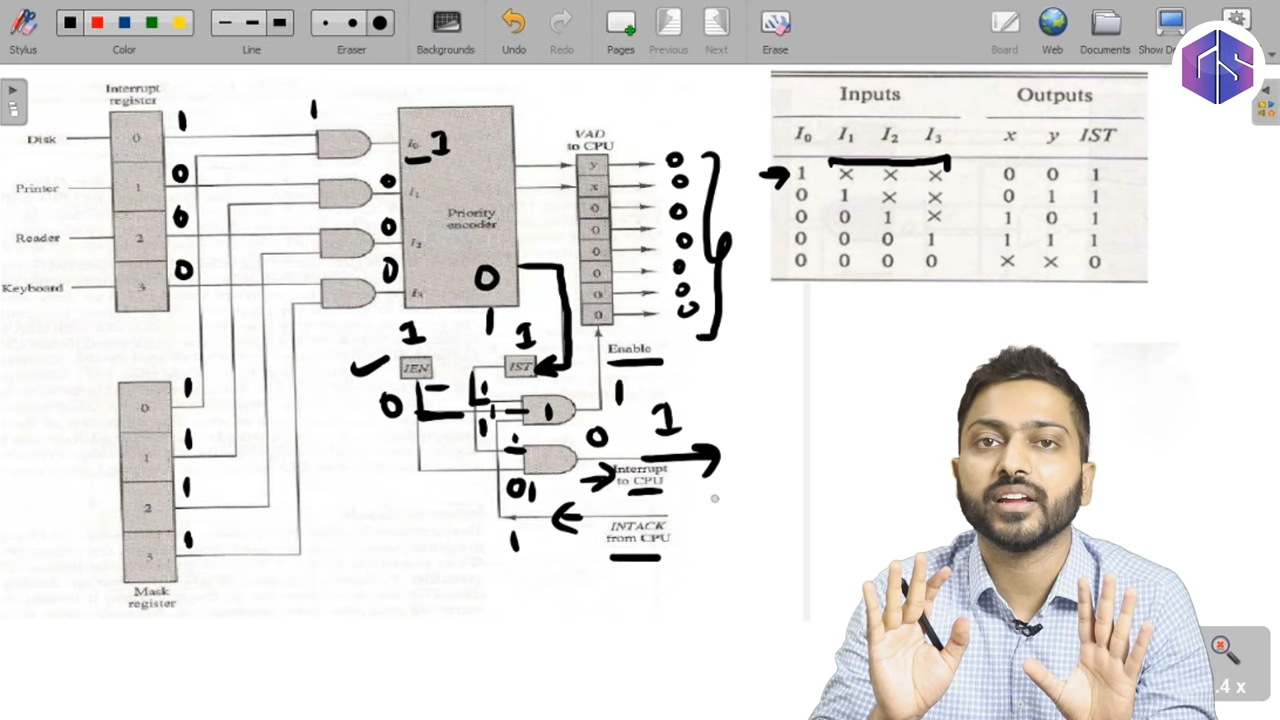 Stylus Color Line Eraser Backgrounds Undo Redo Pages Previous Next Erase Board Web Documents Show
Interrupt
register
Disk 0 1 1
Printer 1 0 0
Reader 2 0 0
Keyboard 3 0 0
0 1
1 1
2 1
3 1
Mask
register
I₀ 1
I₁
I₂
I₃
Priority
encoder
0
1
VAD
to CPU
y 0
x 0
0 0
0 0
0 0
0 0
0 0
0 0
1 1
IEN IST
0
Enable
1
1
0 1
Interrupt
to CPU
01
INTACK
from CPU
1
Inputs Outputs
I₀ I₁ I₂ I₃ x y IST
1 × × × 0 0 1
0 1 × × 0 1 1
0 0 1 × 1 0 1
0 0 0 1 1 1 1
0 0 0 0 × × 0
.4 x